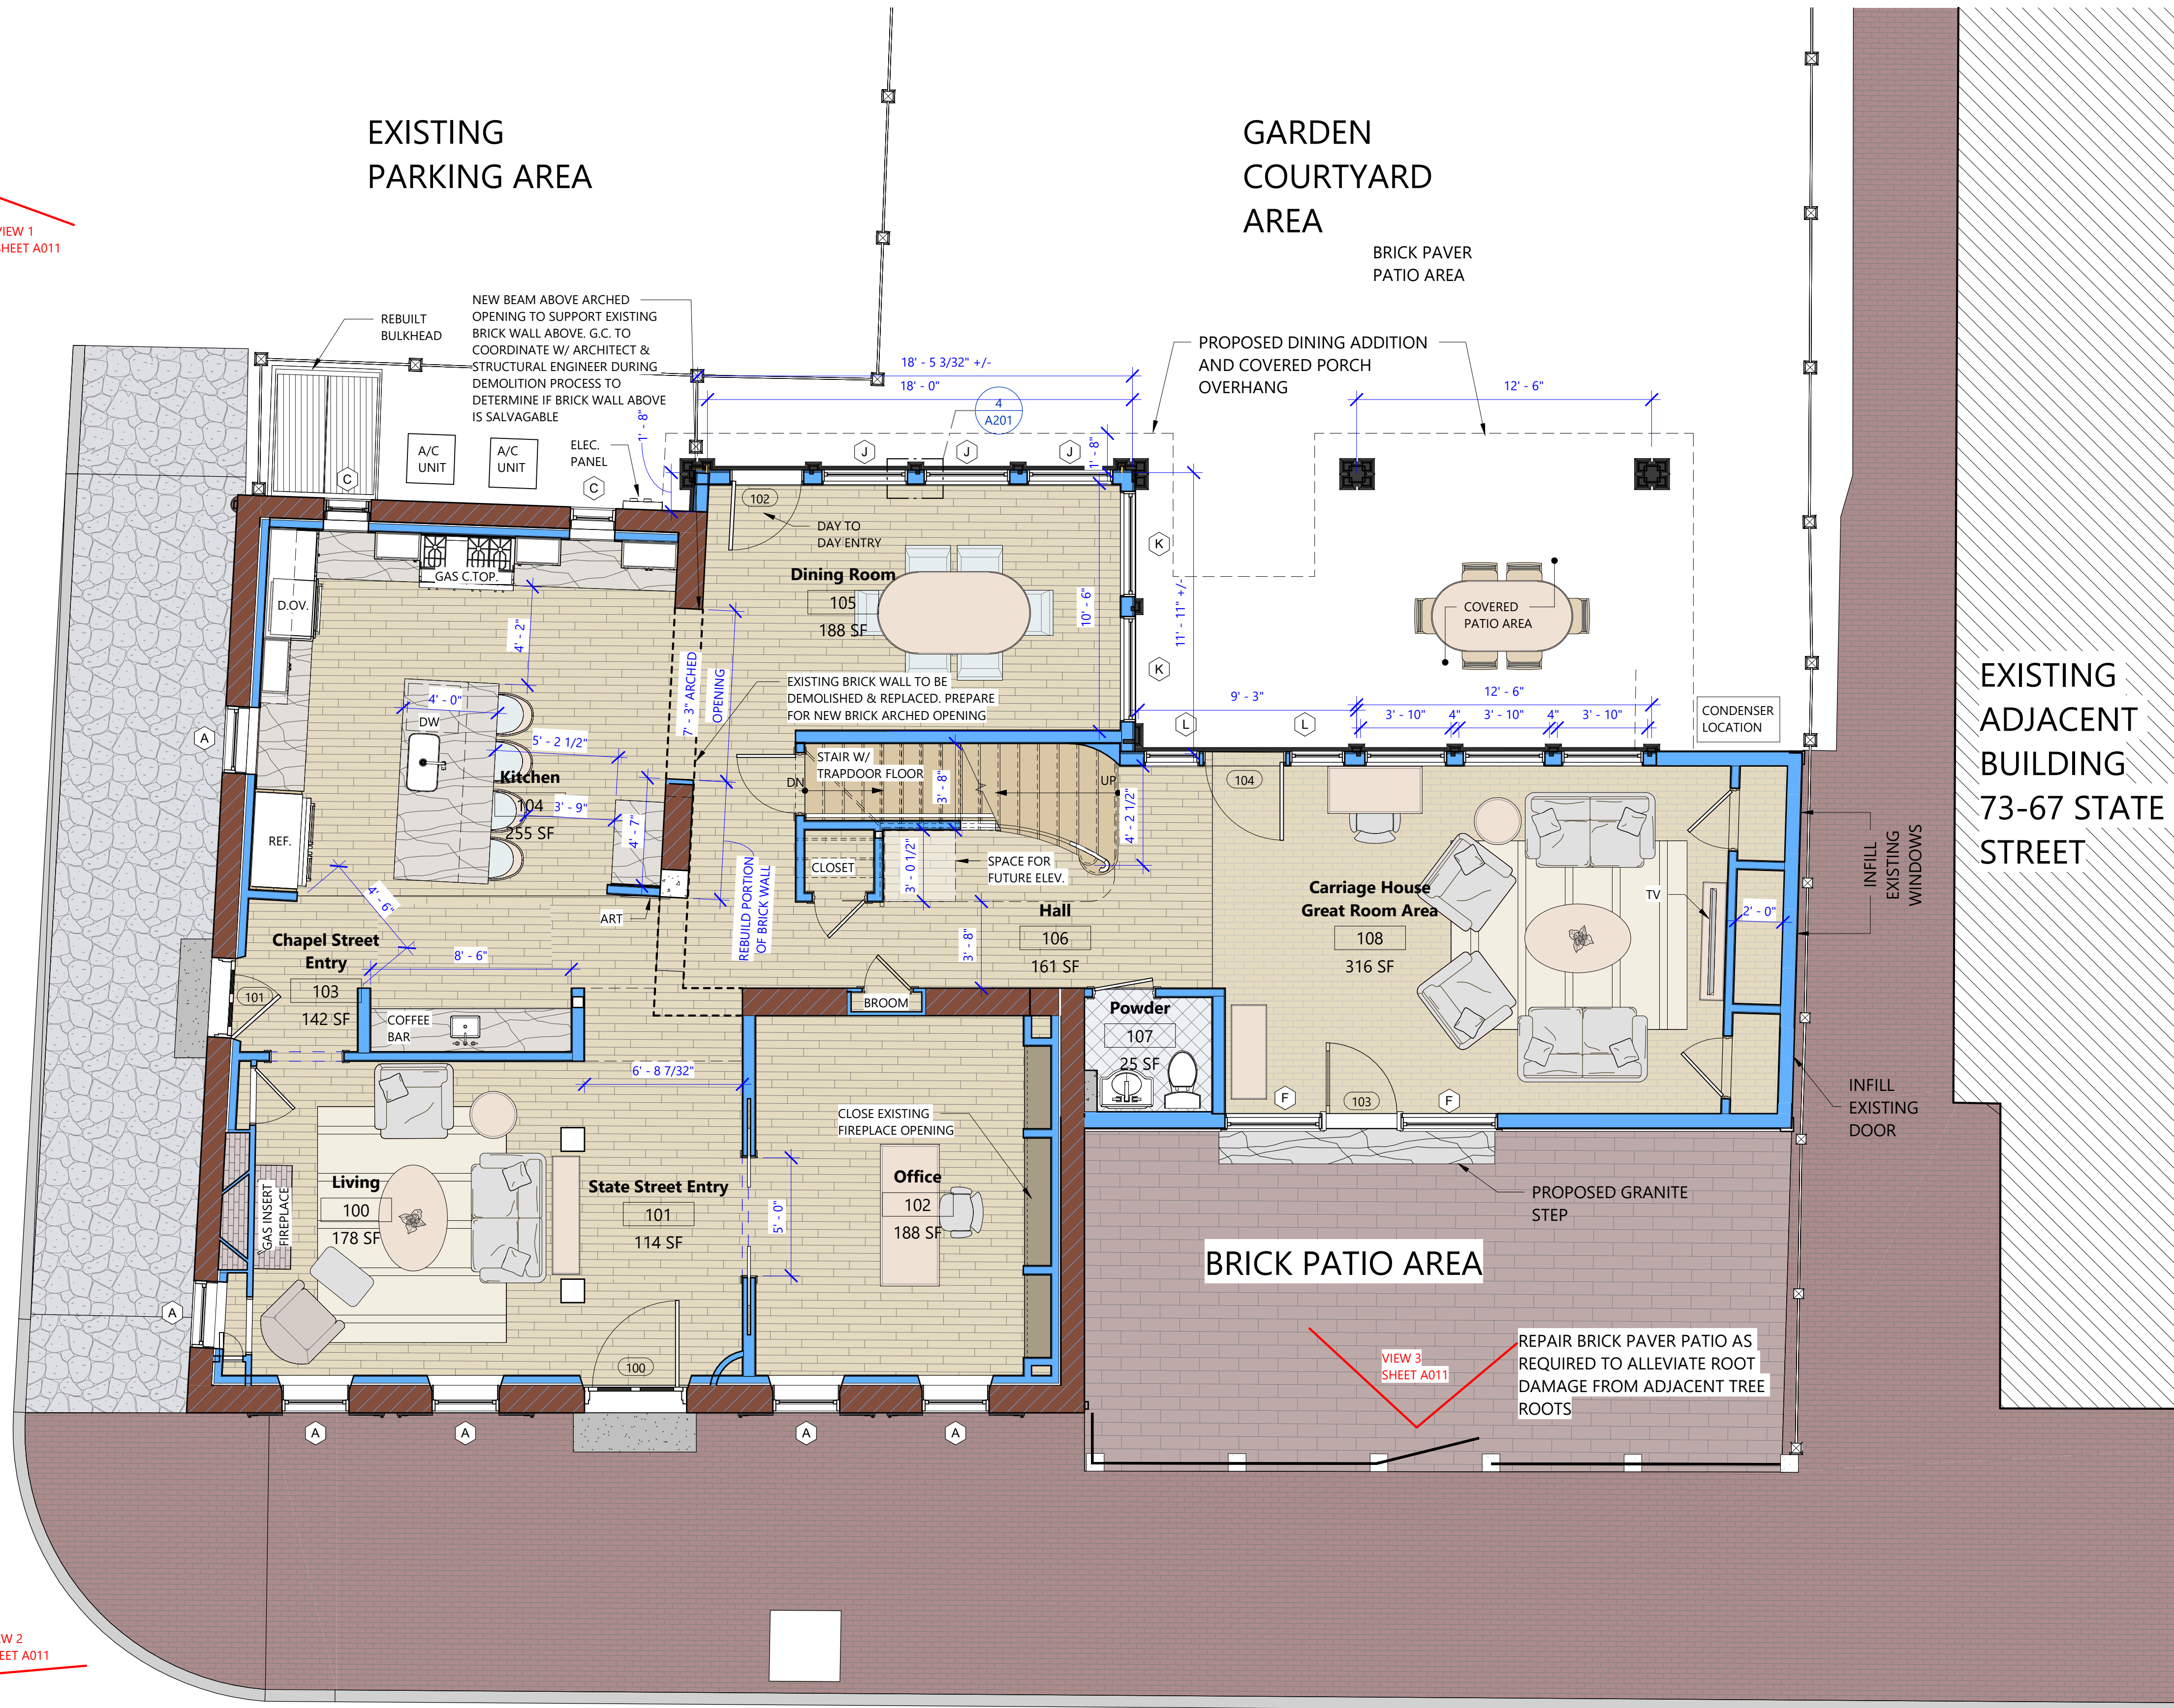 EXISTING
PARKING AREA
GARDEN
COURTYARD
AREA
BRICK PAVER
PATIO AREA
VIEW 1
SHEET A011
REBUILT
BULKHEAD
NEW BEAM ABOVE ARCHED
OPENING TO SUPPORT EXISTING
BRICK WALL ABOVE. G.C. TO
COORDINATE W/ ARCHITECT &
STRUCTURAL ENGINEER DURING
DEMOLITION PROCESS TO
DETERMINE IF BRICK WALL ABOVE
IS SALVAGABLE
1' - 8"
18' - 5 3/32" +/-
18' - 0"
4
A201
PROPOSED DINING ADDITION
AND COVERED PORCH
OVERHANG
12' - 6"
A/C
UNIT
A/C
UNIT
ELEC.
PANEL
C
C
J
J
J
1' - 8"
102
DAY TO
DAY ENTRY
K
K
GAS C.TOP.
D.OV.
4' - 2"
Dining Room
105
188 SF
10' - 6"
11' - 11" +/-
COVERED
PATIO AREA
7' - 3" ARCHED
OPENING
EXISTING BRICK WALL TO BE
DEMOLISHED & REPLACED. PREPARE
FOR NEW BRICK ARCHED OPENING
9' - 3"
12' - 6"
3' - 10"
4"
3' - 10"
4"
3' - 10"
L
L
CONDENSER
LOCATION
EXISTING
ADJACENT
BUILDING
73-67 STATE
STREET
A
4' - 0"
DW
5' - 2 1/2"
Kitchen
104
255 SF
3' - 9"
4' - 7"
REF.
STAIR W/
TRAPDOOR FLOOR
DN
UP
3' - 8"
4' - 2 1/2"
104
CLOSET
3' - 0 1/2"
SPACE FOR
FUTURE ELEV.
REBUILD PORTION
OF BRICK WALL
INFILL
EXISTING
WINDOWS
4' - 6"
ART
Hall
106
161 SF
3' - 8"
Carriage House
Great Room Area
108
316 SF
TV
2' - 0"
Chapel Street
Entry
103
142 SF
101
8' - 6"
COFFEE
BAR
BROOM
Powder
107
25 SF
6' - 8 7/32"
CLOSE EXISTING
FIREPLACE OPENING
F
103
F
INFILL
EXISTING
DOOR
GAS INSERT
FIREPLACE
Living
100
178 SF
State Street Entry
101
114 SF
5' - 0"
Office
102
188 SF
PROPOSED GRANITE
STEP
BRICK PATIO AREA
A
100
VIEW 3
SHEET A011
REPAIR BRICK PAVER PATIO AS
REQUIRED TO ALLEVIATE ROOT
DAMAGE FROM ADJACENT TREE
ROOTS
A
A
A
A
EW 2
EET A011